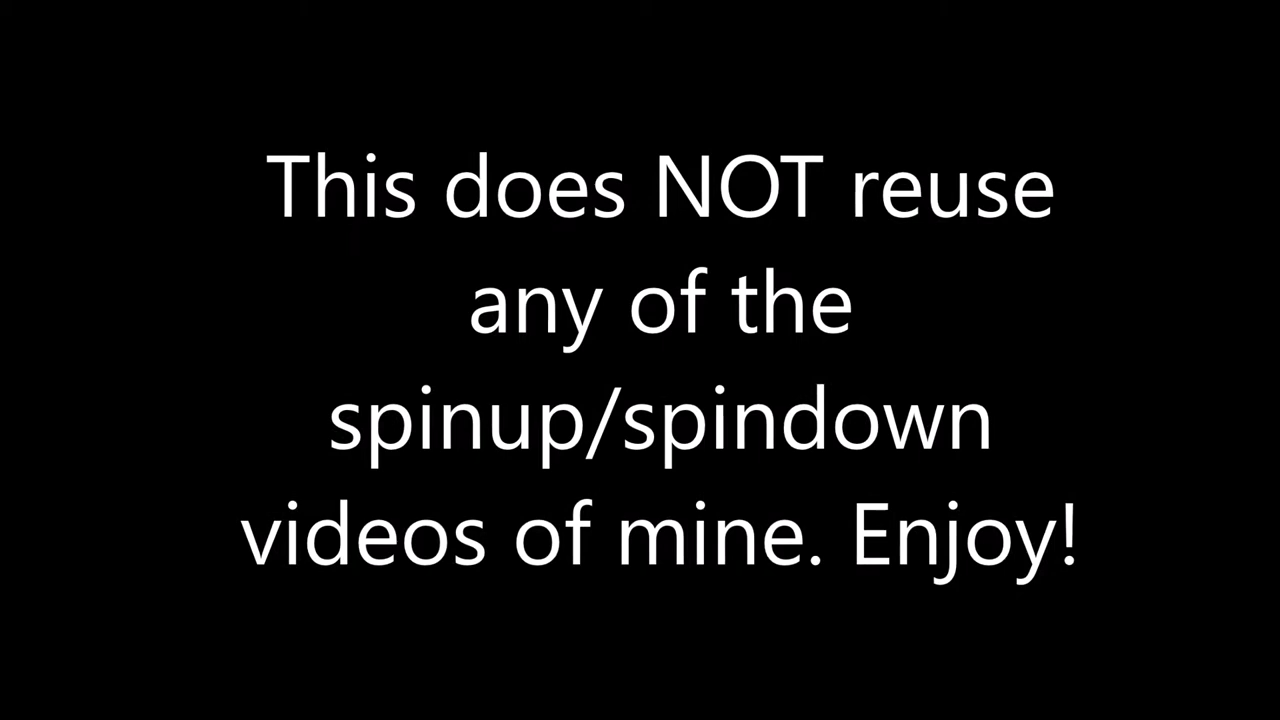 This does NOT reuse
any of the
spinup/spindown
videos of mine. Enjoy!